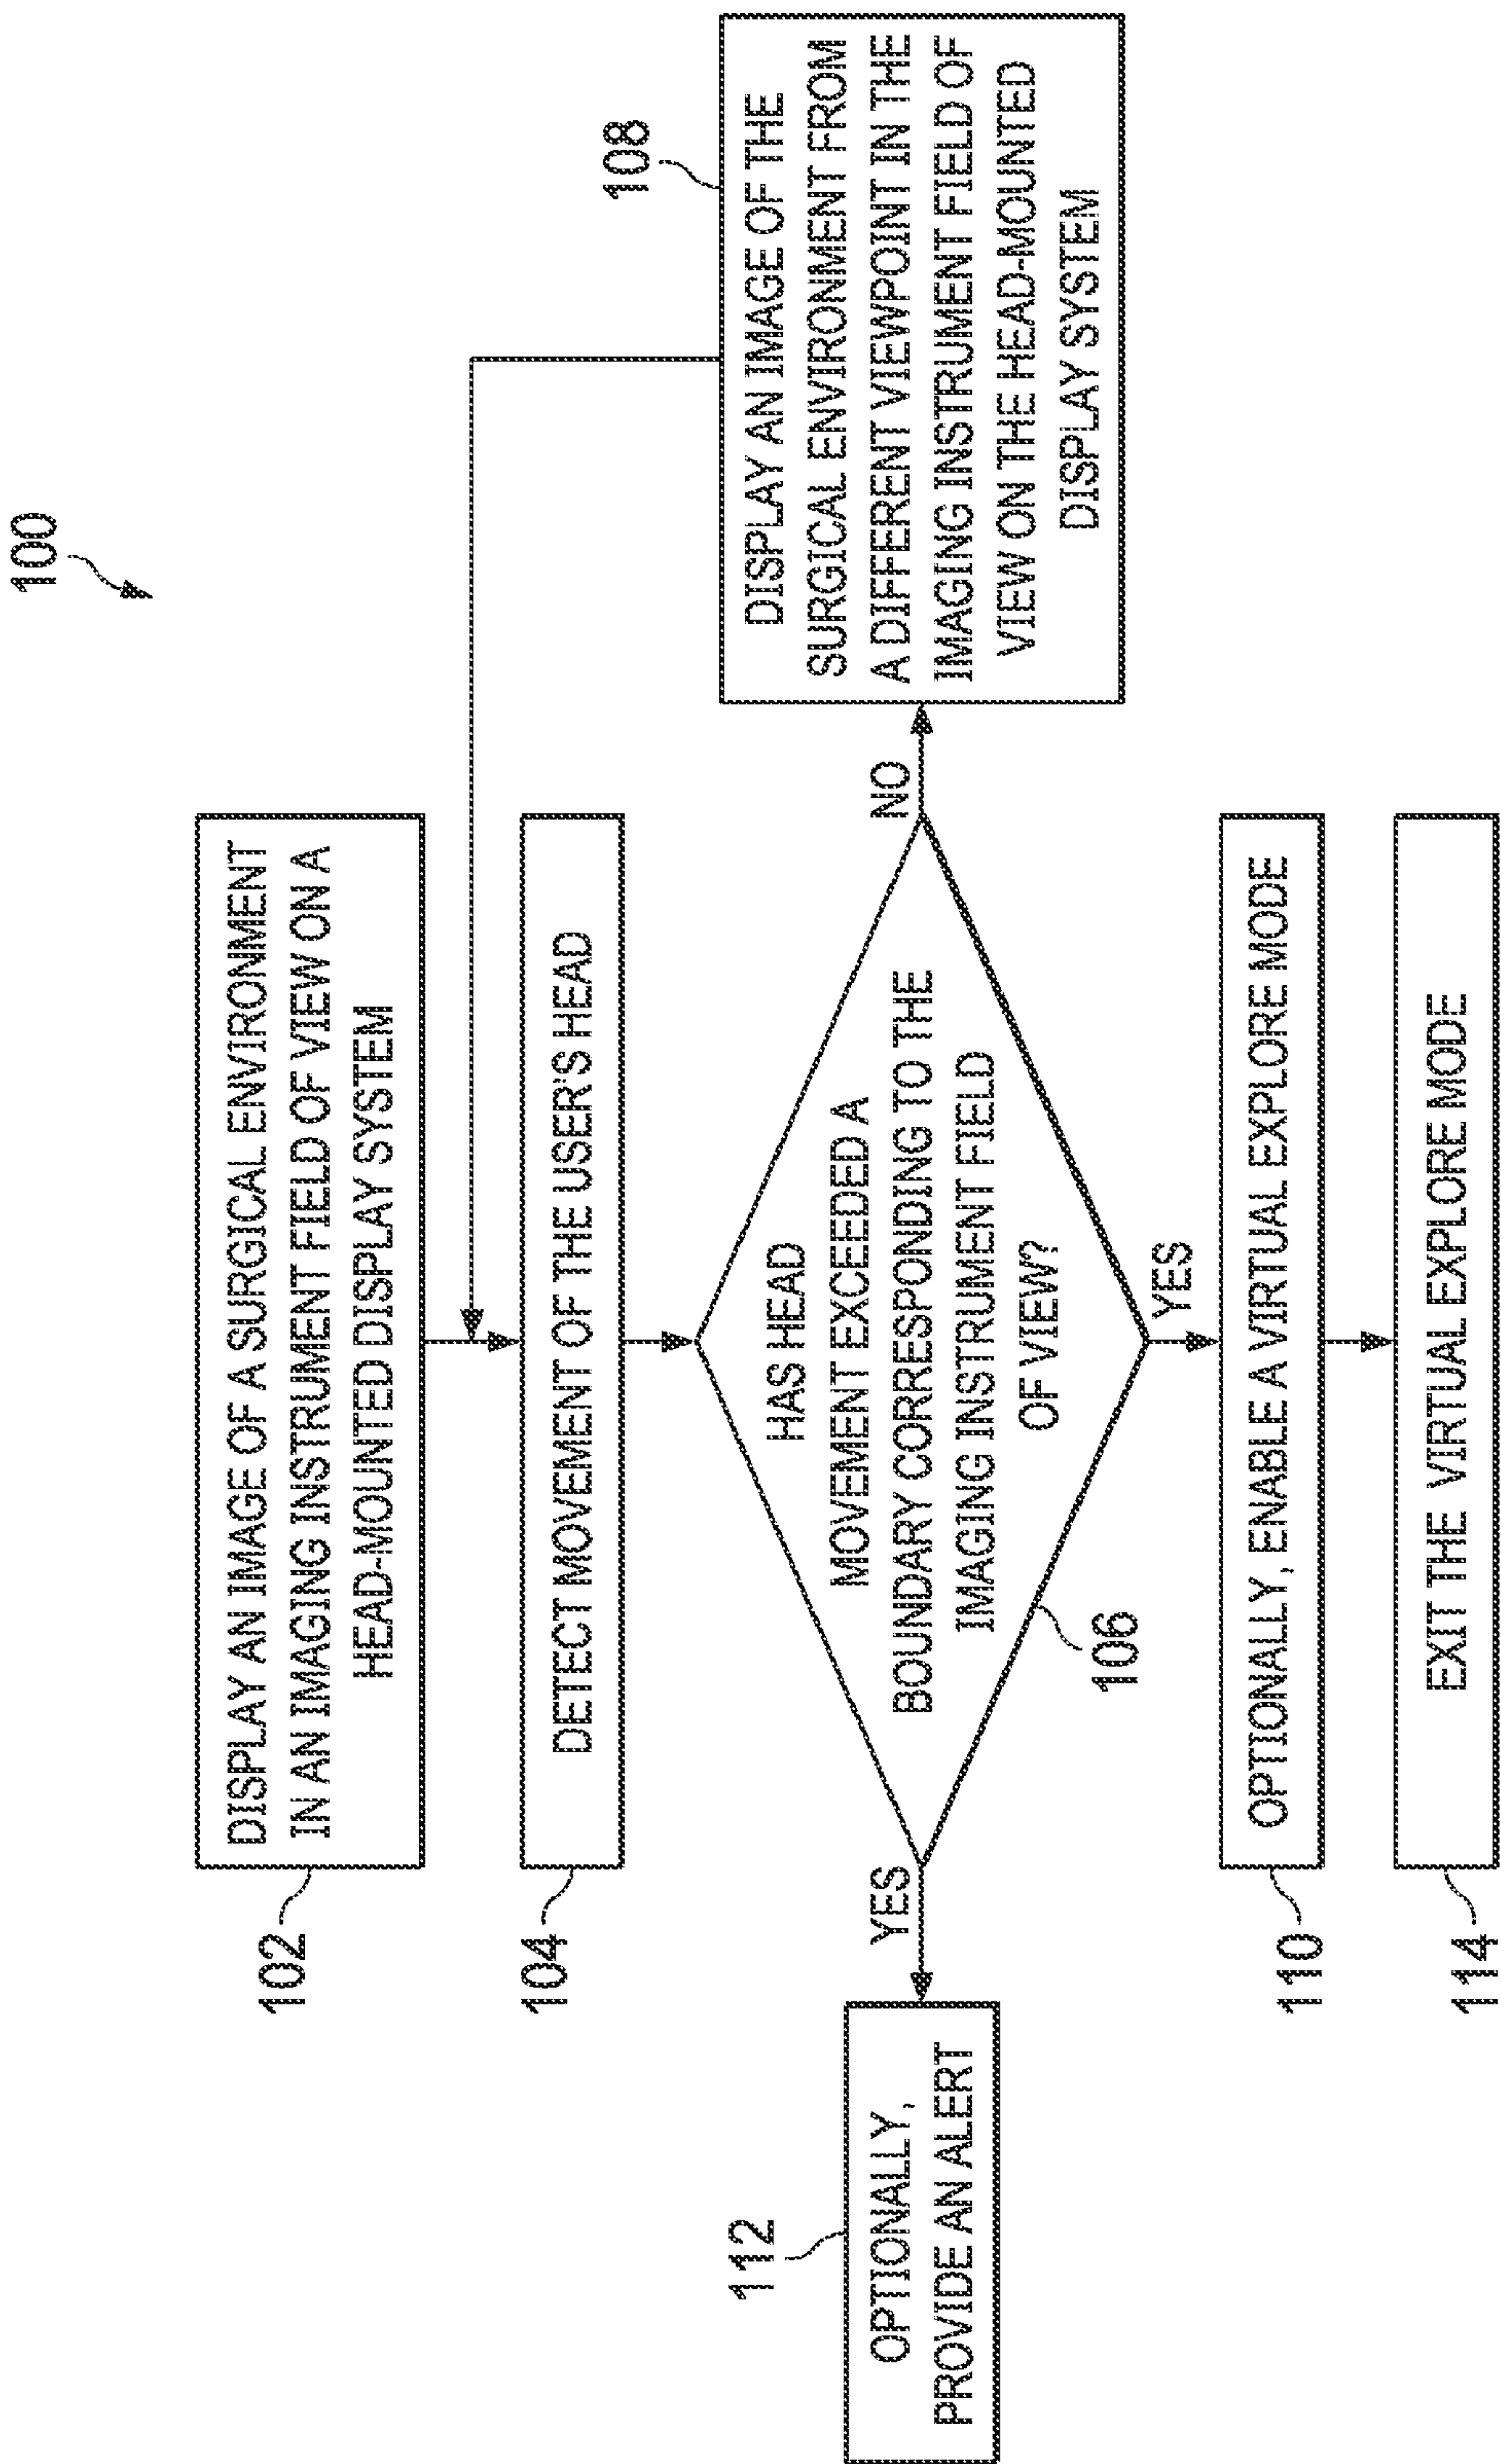 100
102
DISPLAY AN IMAGE OF A SURGICAL ENVIRONMENT
IN AN IMAGING INSTRUMENT FIELD OF VIEW ON A
HEAD-MOUNTED DISPLAY SYSTEM
104
DETECT MOVEMENT OF THE USER'S HEAD
HAS HEAD
MOVEMENT EXCEEDED A
BOUNDARY CORRESPONDING TO THE
IMAGING INSTRUMENT FIELD
OF VIEW?
106
NO
108
DISPLAY AN IMAGE OF THE
SURGICAL ENVIRONMENT FROM
A DIFFERENT VIEWPOINT IN THE
IMAGING INSTRUMENT FIELD OF
VIEW ON THE HEAD-MOUNTED
DISPLAY SYSTEM
YES
112
OPTIONALLY,
PROVIDE AN ALERT
YES
110
OPTIONALLY, ENABLE A VIRTUAL EXPLORE MODE
114
EXIT THE VIRTUAL EXPLORE MODE